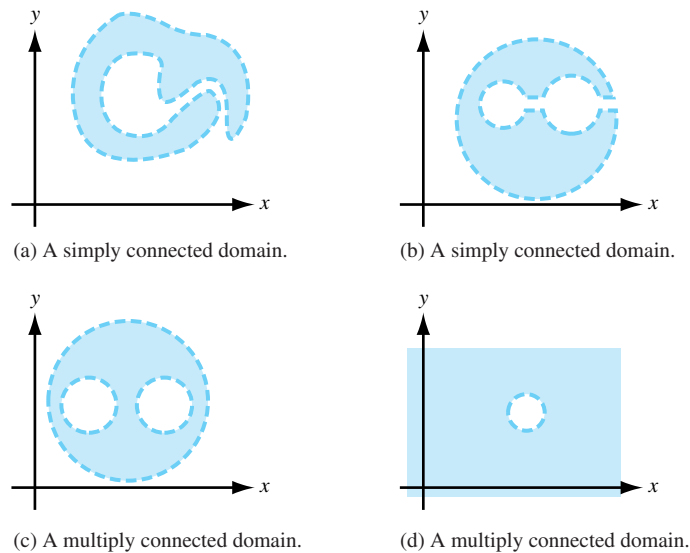 y
x
(a) A simply connected domain.
y
x
(b) A simply connected domain.
y
x
(c) A multiply connected domain.
y
x
(d) A multiply connected domain.